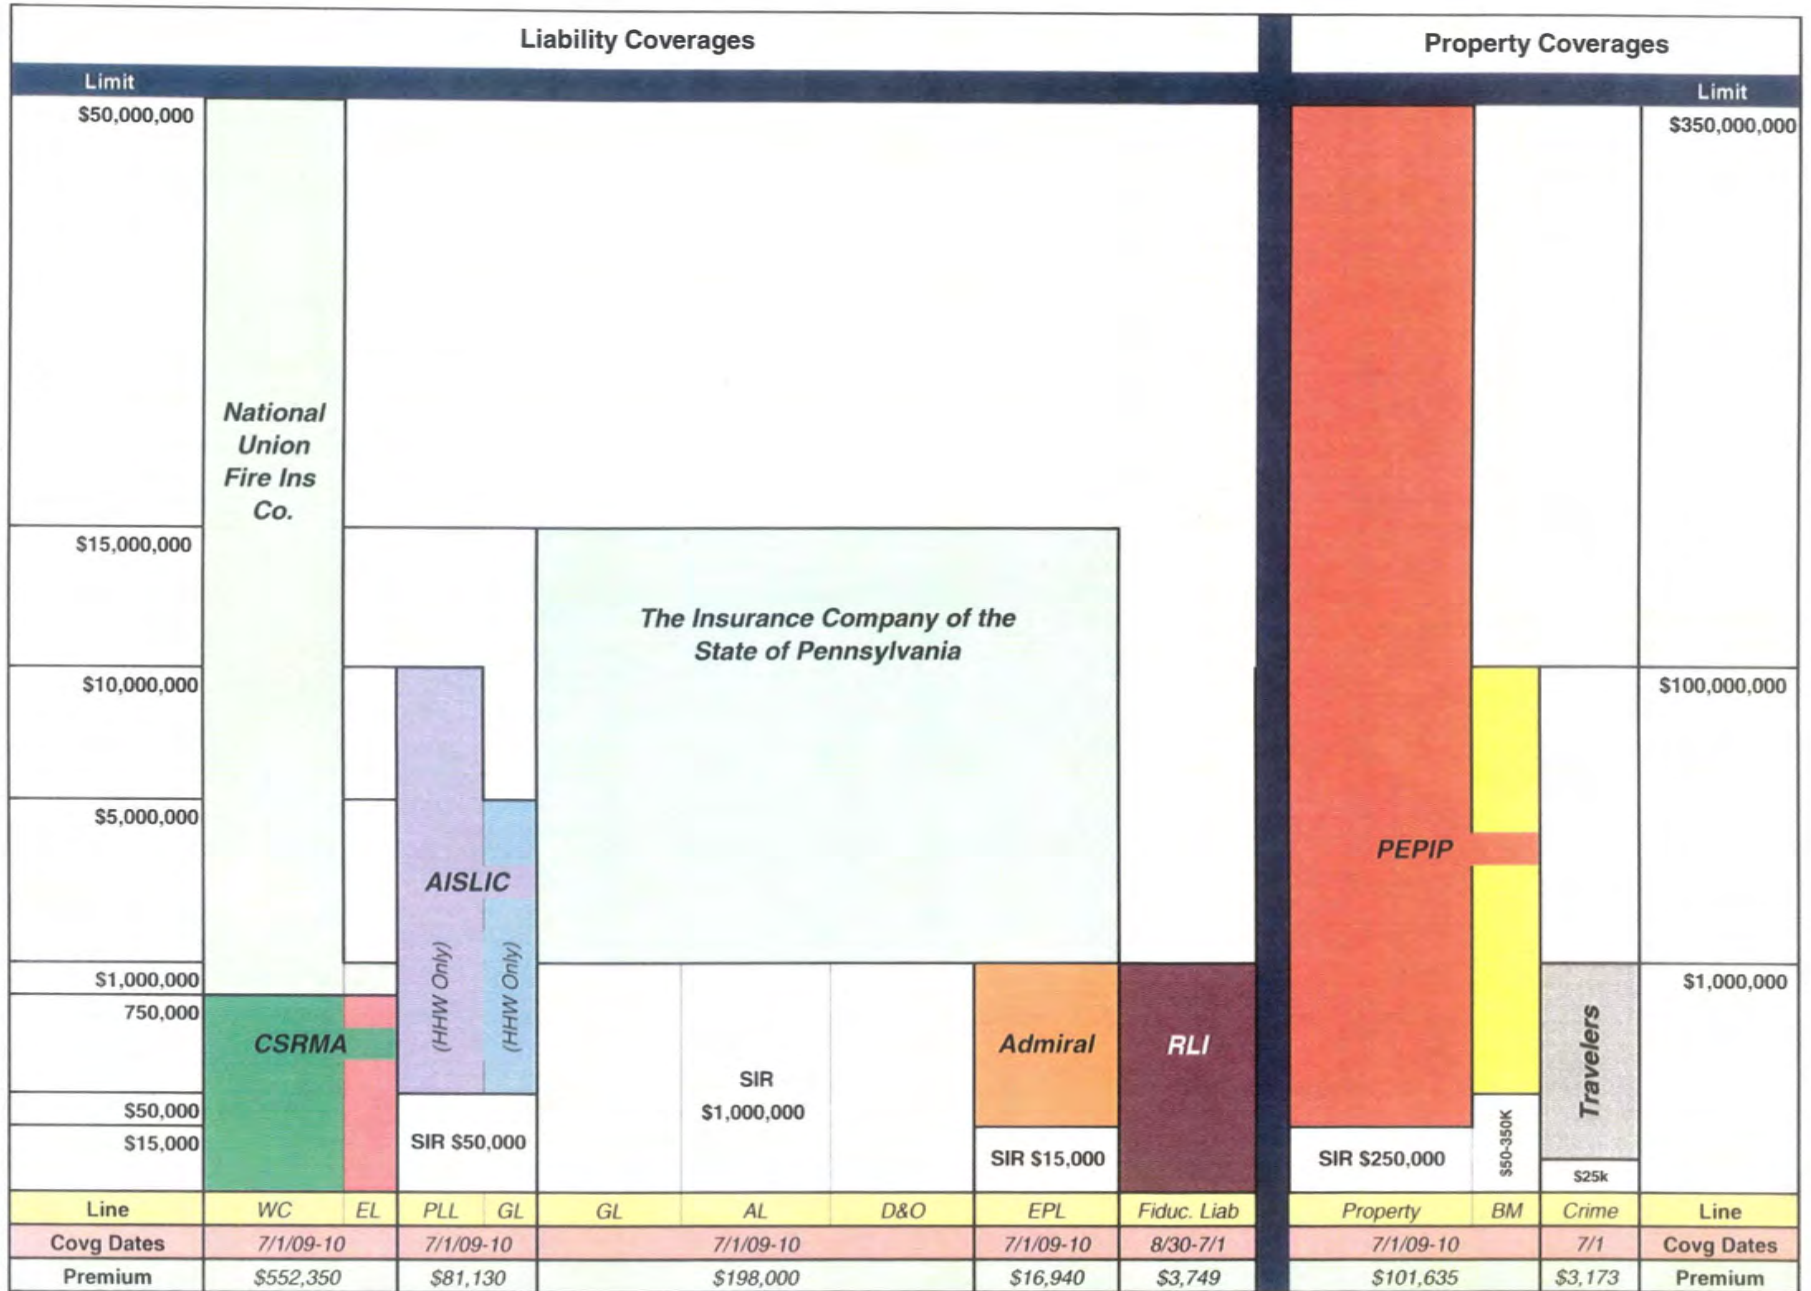 Liability Coverages
Property Coverages
Limit
Limit
$50,000,000
$350,000,000
National
Union
Fire Ins
Co.
$15,000,000
The Insurance Company of the
State of Pennsylvania
$10,000,000
$100,000,000
$5,000,000
PEPIP
AISLIC
(HHW Only)
(HHW Only)
$1,000,000
$1,000,000
750,000
CSRMA
Admiral
RLI
Travelers
SIR
$1,000,000
$50,000
$15,000
SIR $50,000
SIR $15,000
SIR $250,000
$50-350K
$25k
Line WC EL PLL GL GL AL D&O EPL Fiduc. Liab Property BM Crime Line
Covg Dates 7/1/09-10 7/1/09-10 7/1/09-10 7/1/09-10 8/30-7/1 7/1/09-10 7/1 Covg Dates
Premium $552,350 $81,130 $198,000 $16,940 $3,749 $101,635 $3,173 Premium